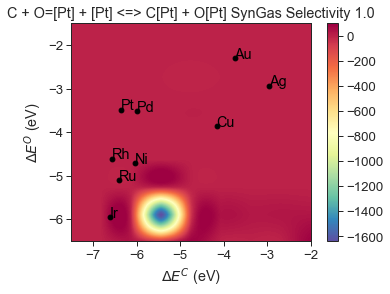 C + O=[Pt] + [Pt] <=> C[Pt] + O[Pt] SynGas Selectivity 1.0
−2
−3
−4
−5
−6
ΔE^O (eV)
Au
Ag
Pt
Pd
Cu
Rh
Ni
Ru
Ir
−7
−6
−5
−4
−3
−2
ΔE^C (eV)
0
−200
−400
−600
−800
−1000
−1200
−1400
−1600